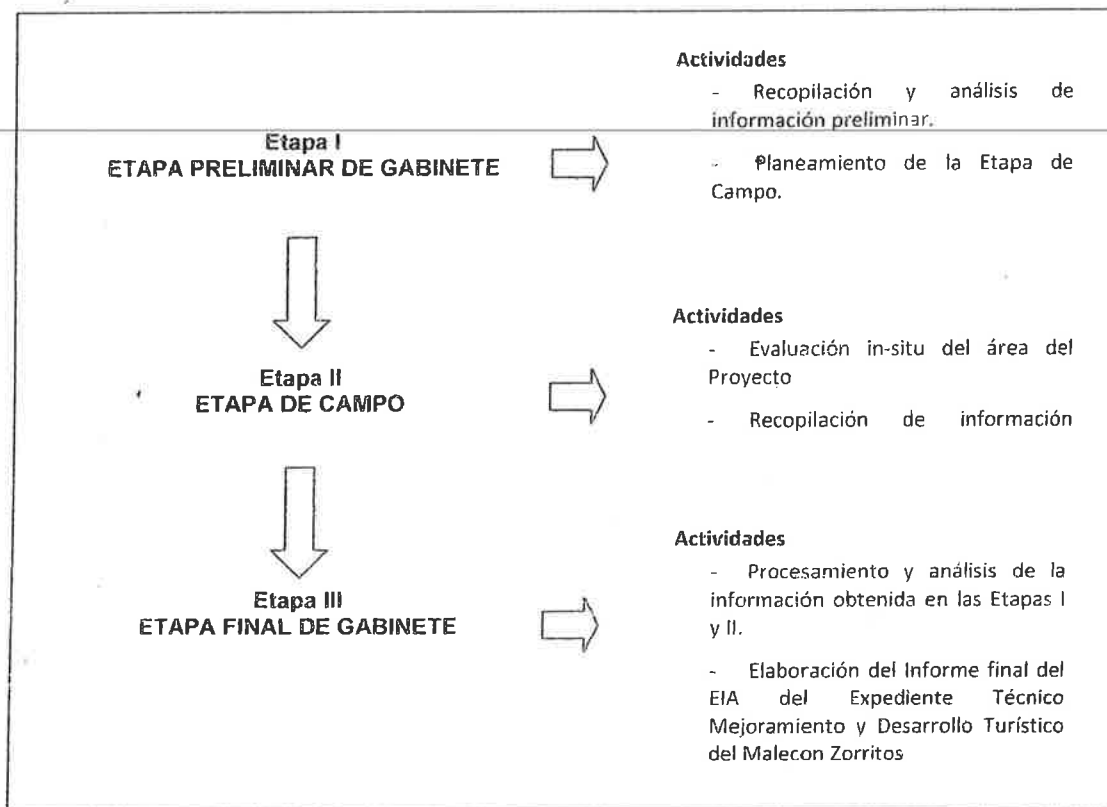 Actividades
- Recopilación y análisis de
información preliminar.
Etapa I
ETAPA PRELIMINAR DE GABINETE
- Planeamiento de la Etapa de
Campo.
Actividades
- Evaluación in-situ del área del
Proyecto
Etapa II
ETAPA DE CAMPO
- Recopilación de información
Actividades
- Procesamiento y análisis de la
información obtenida en las Etapas I
y II.
Etapa III
ETAPA FINAL DE GABINETE
- Elaboración del Informe final del
EIA del Expediente Técnico
Mejoramiento y Desarrollo Turístico
del Malecon Zorritos